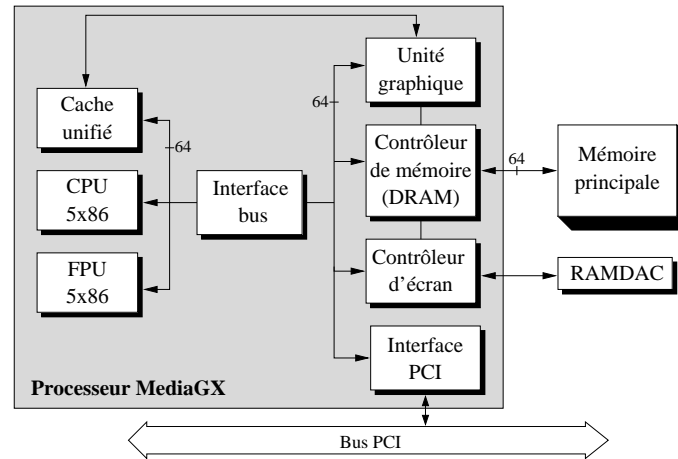 Unité
graphique
64
Cache
unifié
64
Contrôleur
de mémoire
(DRAM)
64
Mémoire
principale
CPU
5x86
Interface
bus
FPU
5x86
Contrôleur
d'écran
RAMDAC
Interface
PCI
Processeur MediaGX
Bus PCI